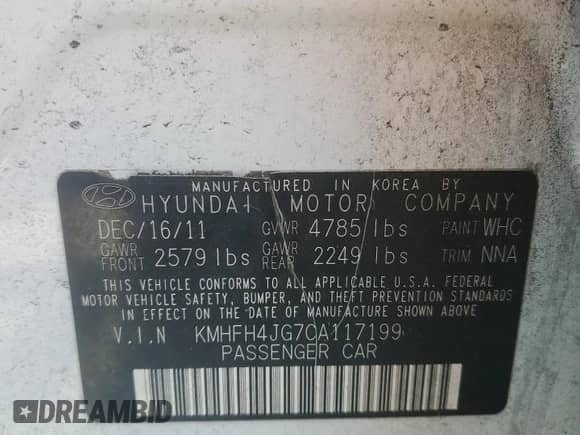 MANUFACTURED IN KOREA BY
HYUNDAI MOTOR COMPANY
DEC/16/11 GVWR 4785 lbs PAINT WHC
GAWR FRONT 2579 lbs GAWR REAR 2249 lbs TRIM NNA
THIS VEHICLE CONFORMS TO ALL APPLICABLE U.S.A. FEDERAL
MOTOR VEHICLE SAFETY, BUMPER, AND THEFT PREVENTION STANDARDS
IN EFFECT ON THE DATE OF MANUFACTURE SHOWN ABOVE.
V.I.N KMHFH4JG7CA117199
PASSENGER CAR
DREAMBID